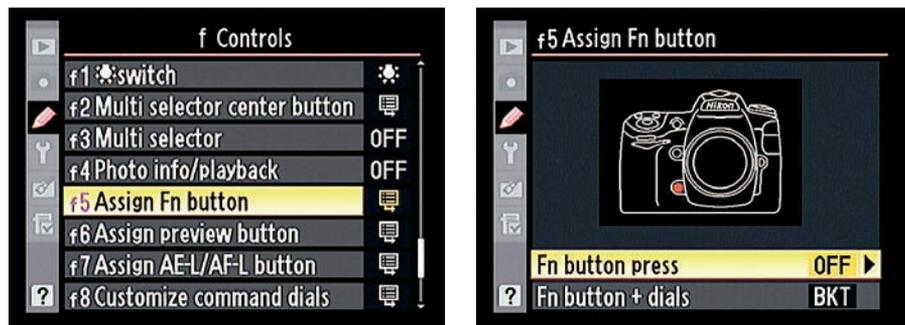 f Controls
f1 switch
f2 Multi selector center button
f3 Multi selector OFF
f4 Photo info/playback OFF
f5 Assign Fn button
f6 Assign preview button
f7 Assign AE-L/AF-L button
f8 Customize command dials
?
f5 Assign Fn button
Nikon
Fn button press OFF
Fn button + dials BKT
?